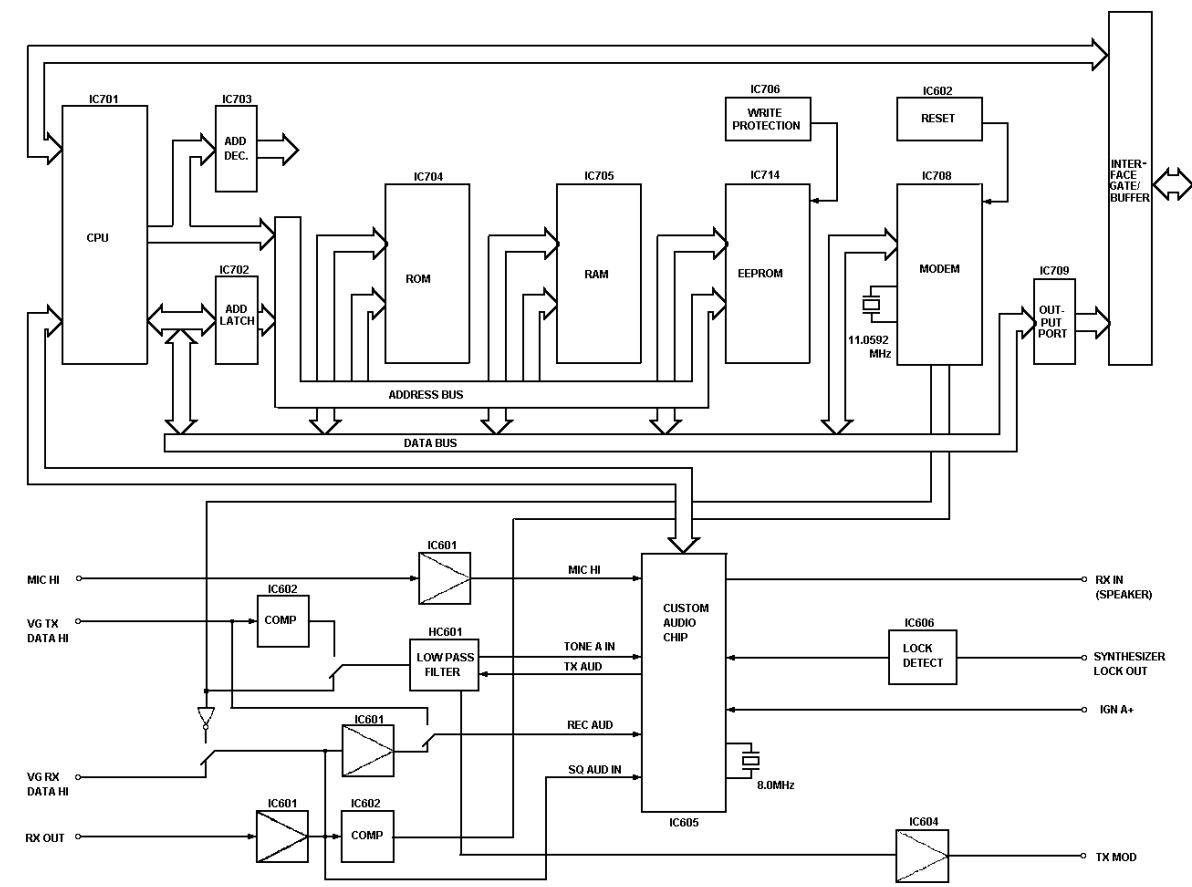 IC701
IC703
IC706
IC602
ADD
DEC.
WRITE
PROTECTION
RESET
INTER-
FACE
GATE/
BUFFER
IC704
IC705
IC714
IC708
CPU
ROM
RAM
EEPROM
MODEM
IC702
ADD
LATCH
IC709
OUT-
PUT
PORT
11.0592
MHz
ADDRESS BUS
DATA BUS
MIC HI
IC601
MIC HI
RX IN
(SPEAKER)
VG TX
DATA HI
IC602
COMP
HC601
LOW PASS
FILTER
TONE A IN
TX AUD
CUSTOM
AUDIO
CHIP
IC606
LOCK
DETECT
SYNTHESIZER
LOCK OUT
IGN A+
IC601
REC AUD
VG RX
DATA HI
SQ AUD IN
8.0MHz
RX OUT
IC601
IC602
COMP
IC605
IC604
TX MOD